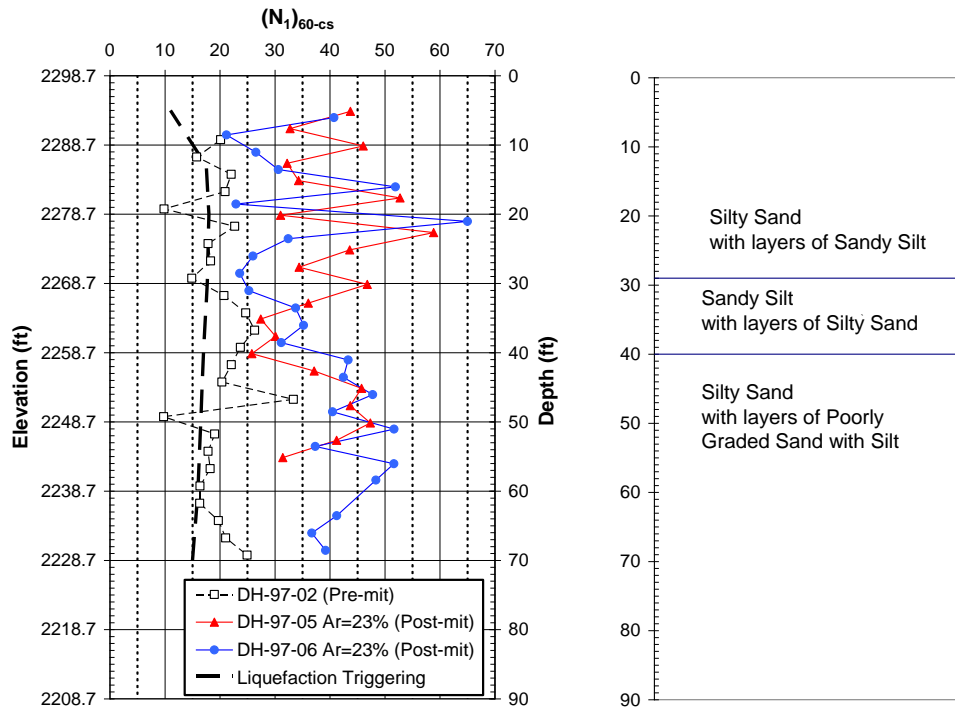 (N1)60-cs
0 10 20 30 40 50 60 70
2298.7
2288.7
2278.7
2268.7
2258.7
2248.7
2238.7
2228.7
2218.7
2208.7
Elevation (ft)
0
10
20
30
40
50
60
70
80
90
Depth (ft)
DH-97-02 (Pre-mit)
DH-97-05 Ar=23% (Post-mit)
DH-97-06 Ar=23% (Post-mit)
Liquefaction Triggering
0
10
20
30
40
50
60
70
80
90
Silty Sand
with layers of Sandy Silt
Sandy Silt
with layers of Silty Sand
Silty Sand
with layers of Poorly
Graded Sand with Silt